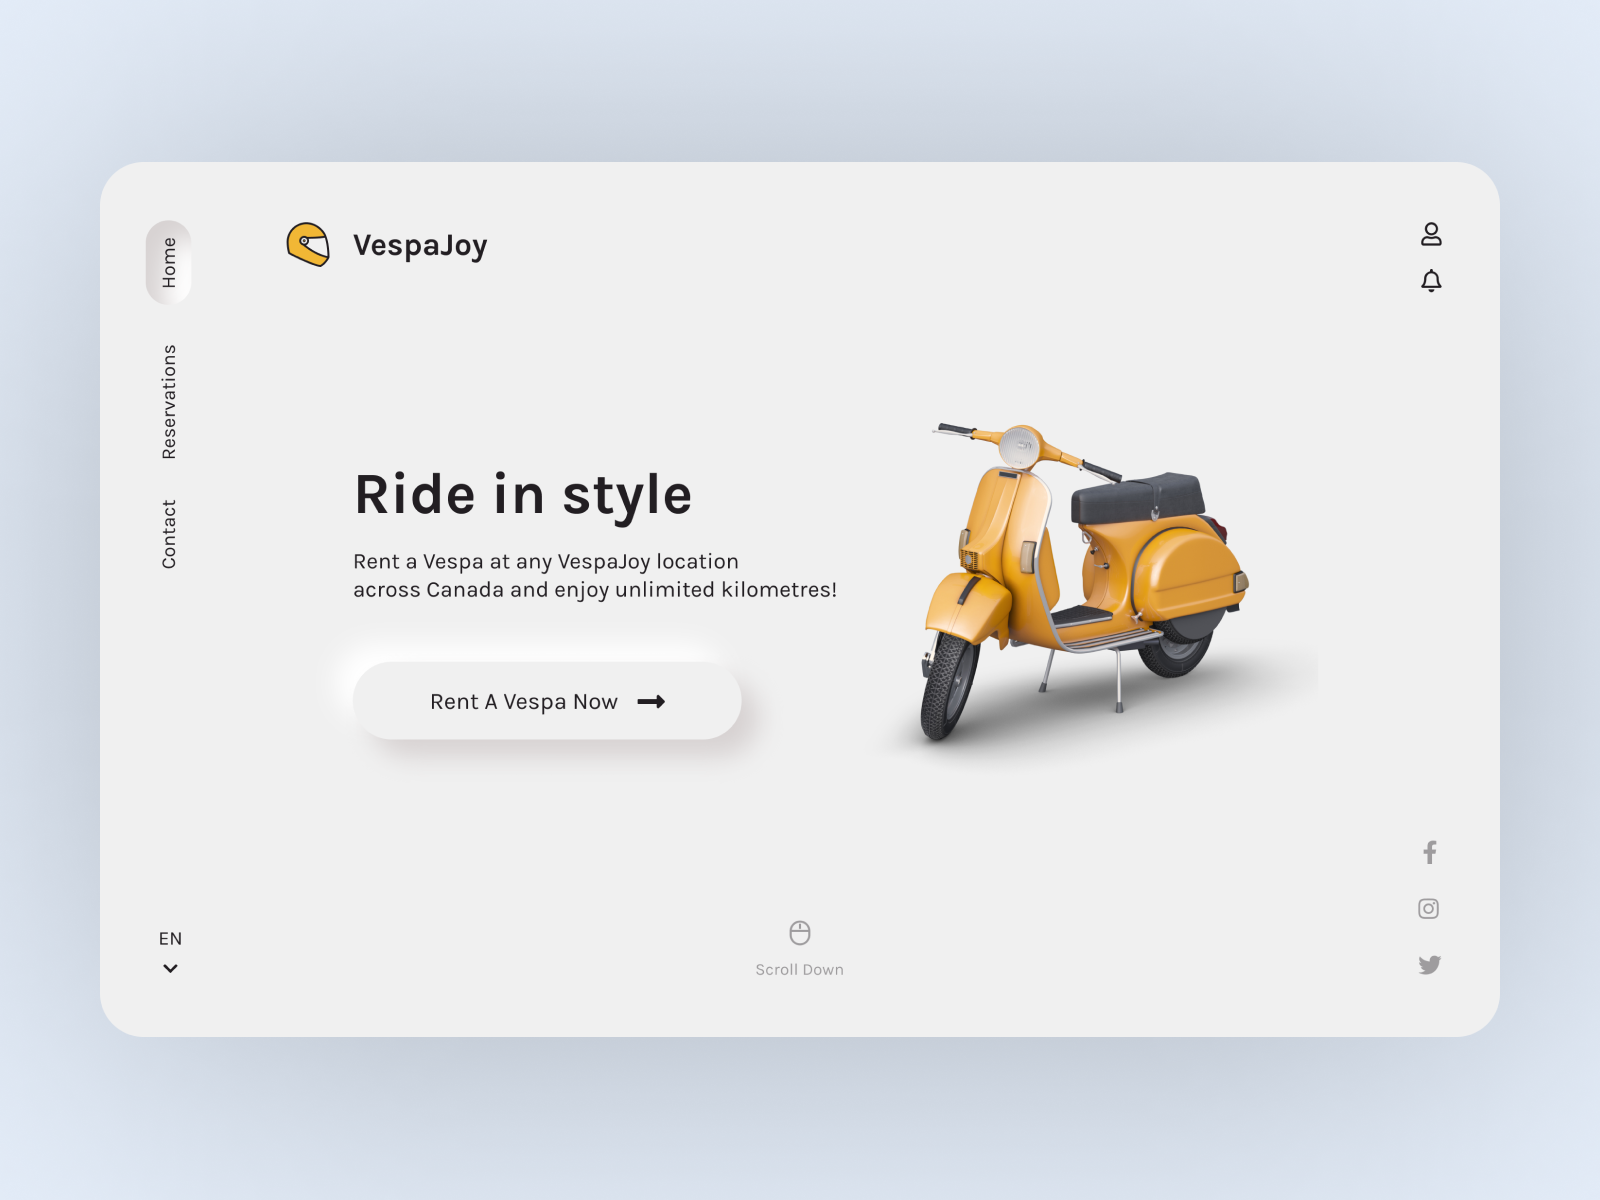 VespaJoy
Home
Reservations
Contact
Ride in style
Rent a Vespa at any VespaJoy location
across Canada and enjoy unlimited kilometres!
Rent A Vespa Now
EN
Scroll Down